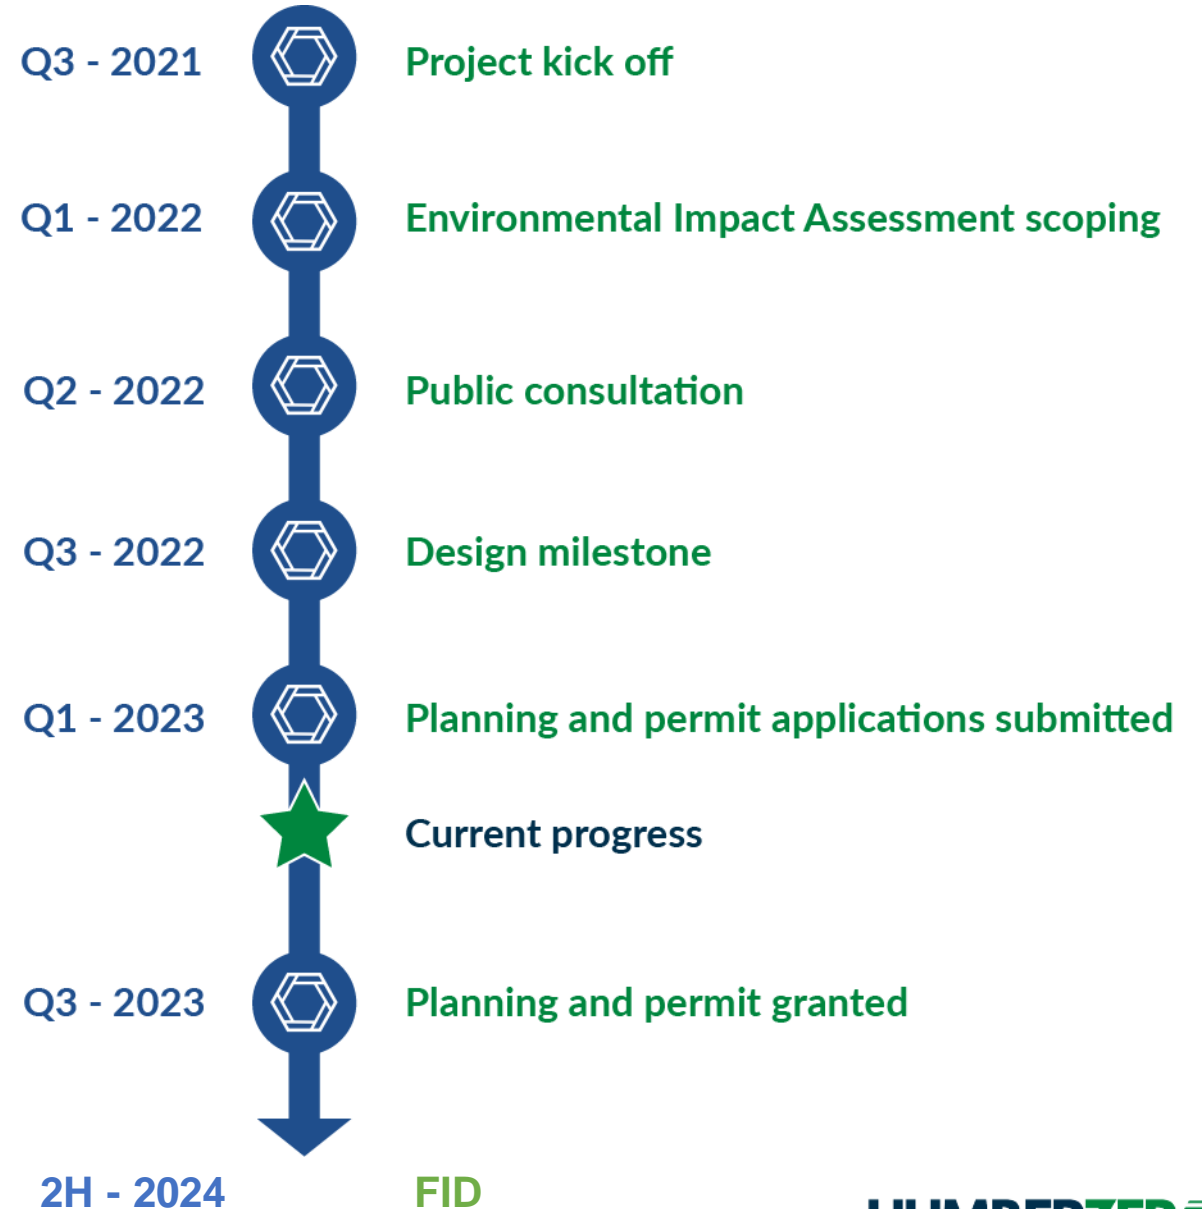 Q3 - 2021 Project kick off
Q1 - 2022 Environmental Impact Assessment scoping
Q2 - 2022 Public consultation
Q3 - 2022 Design milestone
Q1 - 2023 Planning and permit applications submitted
Current progress
Q3 - 2023 Planning and permit granted
2H - 2024 FID